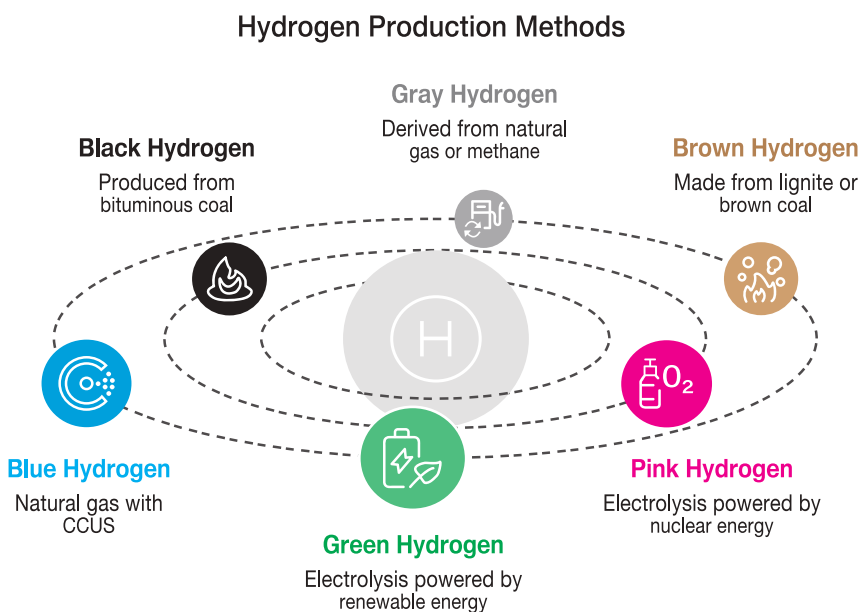 Hydrogen Production Methods
Gray Hydrogen
Derived from natural
gas or methane
Black Hydrogen
Produced from
bituminous coal
Brown Hydrogen
Made from lignite or
brown coal
H
O₂
Blue Hydrogen
Natural gas with
CCUS
Pink Hydrogen
Electrolysis powered by
nuclear energy
Green Hydrogen
Electrolysis powered by
renewable energy